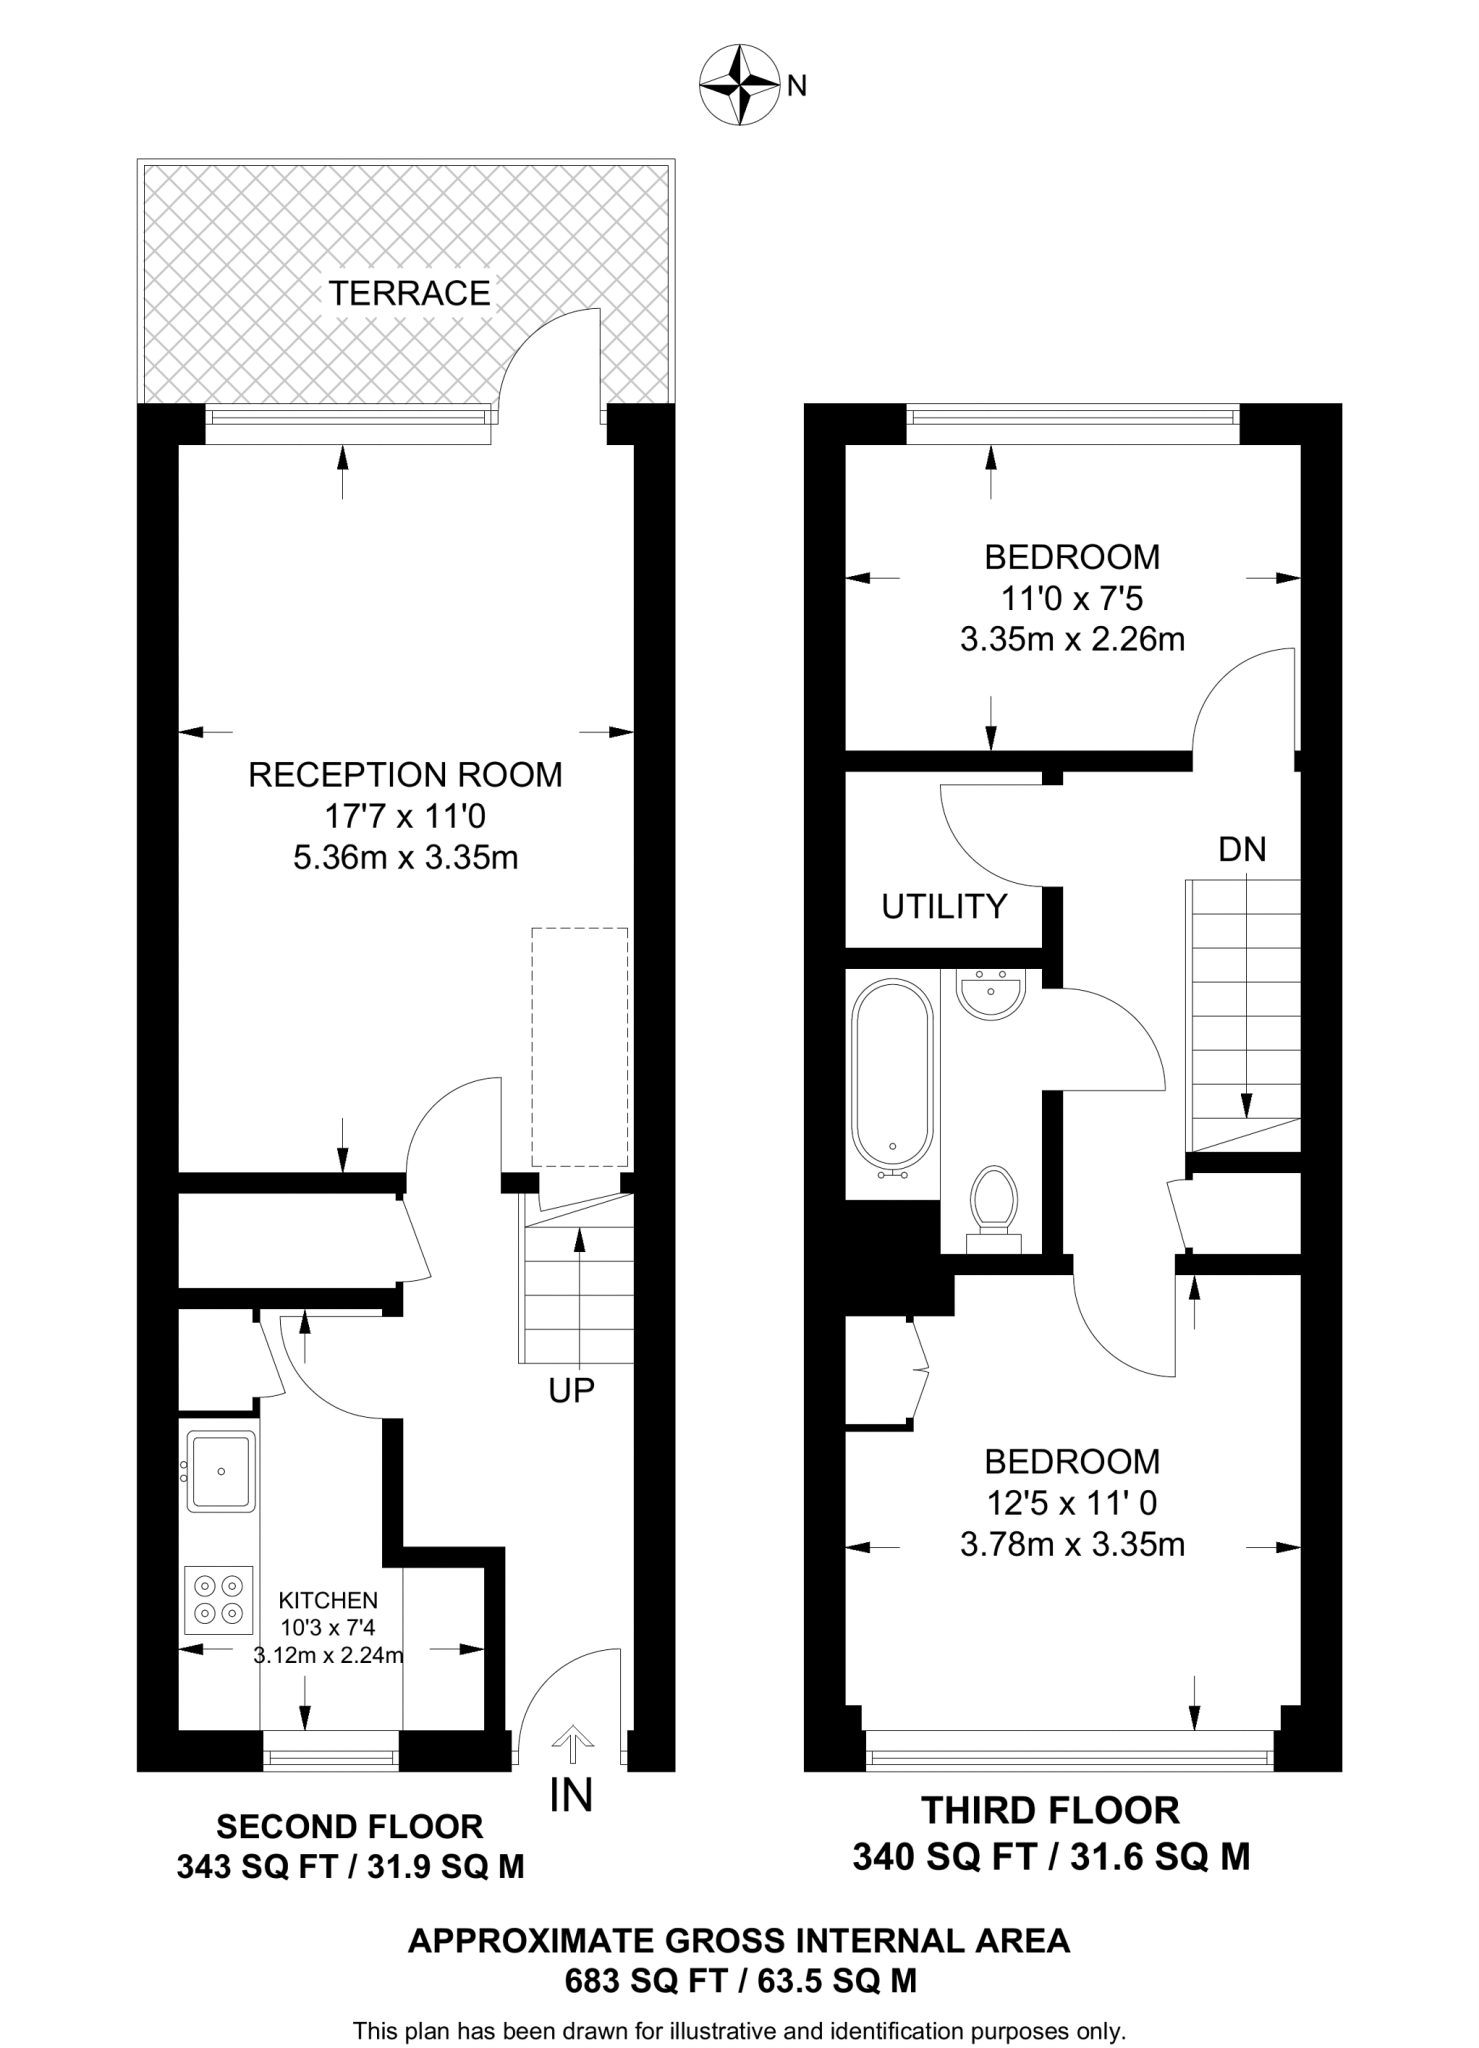 N
TERRACE
RECEPTION ROOM
17'7 x 11'0
5.36m x 3.35m
UP
KITCHEN
10'3 x 7'4
3.12m x 2.24m
IN
SECOND FLOOR
343 SQ FT / 31.9 SQ M
BEDROOM
11'0 x 7'5
3.35m x 2.26m
DN
UTILITY
BEDROOM
12'5 x 11' 0
3.78m x 3.35m
THIRD FLOOR
340 SQ FT / 31.6 SQ M
APPROXIMATE GROSS INTERNAL AREA
683 SQ FT / 63.5 SQ M
This plan has been drawn for illustrative and identification purposes only.